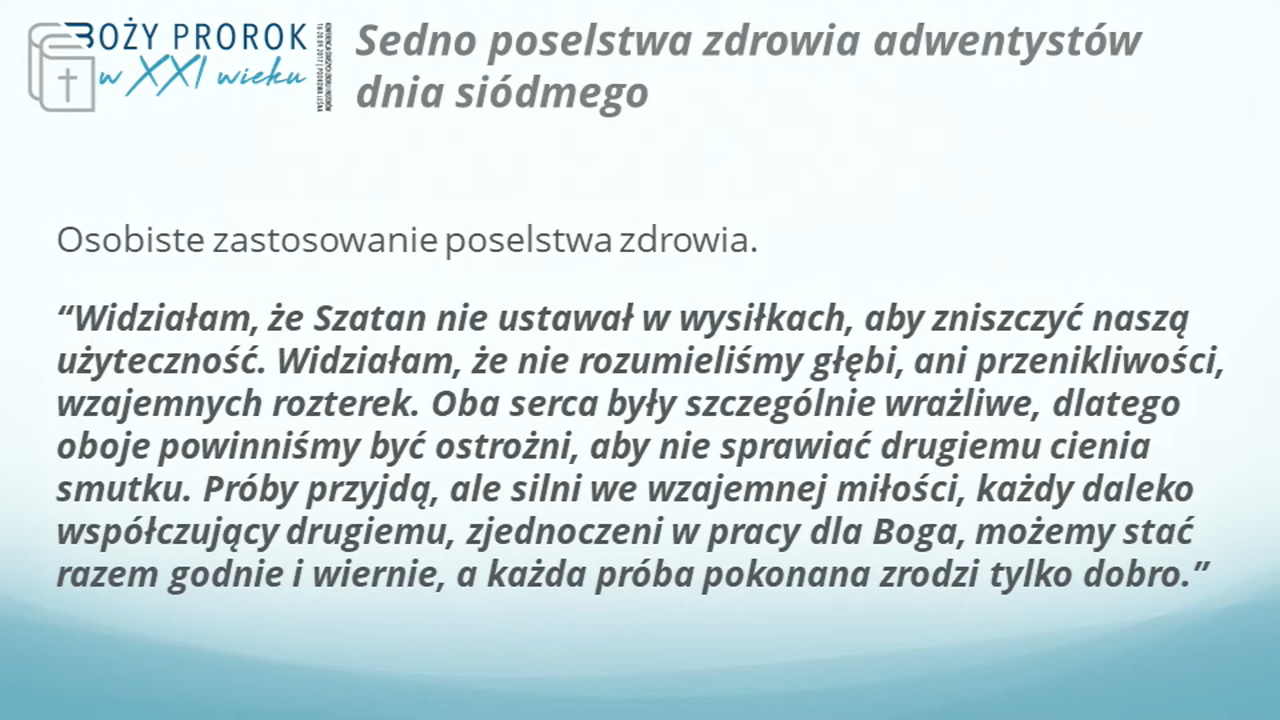 BOŻY PROROK
w XXI wieku
Sedno poselstwa zdrowia adwentystów
dnia siódmego
Osobiste zastosowanie poselstwa zdrowia.
“Widziałam, że Szatan nie ustawał w wysiłkach, aby zniszczyć naszą
użyteczność. Widziałam, że nie rozumieliśmy głębi, ani przenikliwości,
wzajemnych rozterek. Oba serca były szczególnie wrażliwe, dlatego
oboje powinniśmy być ostrożni, aby nie sprawiać drugiemu cienia
smutku. Próby przyjdą, ale silni we wzajemnej miłości, każdy daleko
współczujący drugiemu, zjednoczeni w pracy dla Boga, możemy stać
razem godnie i wiernie, a każda próba pokonana zrodzi tylko dobro.”